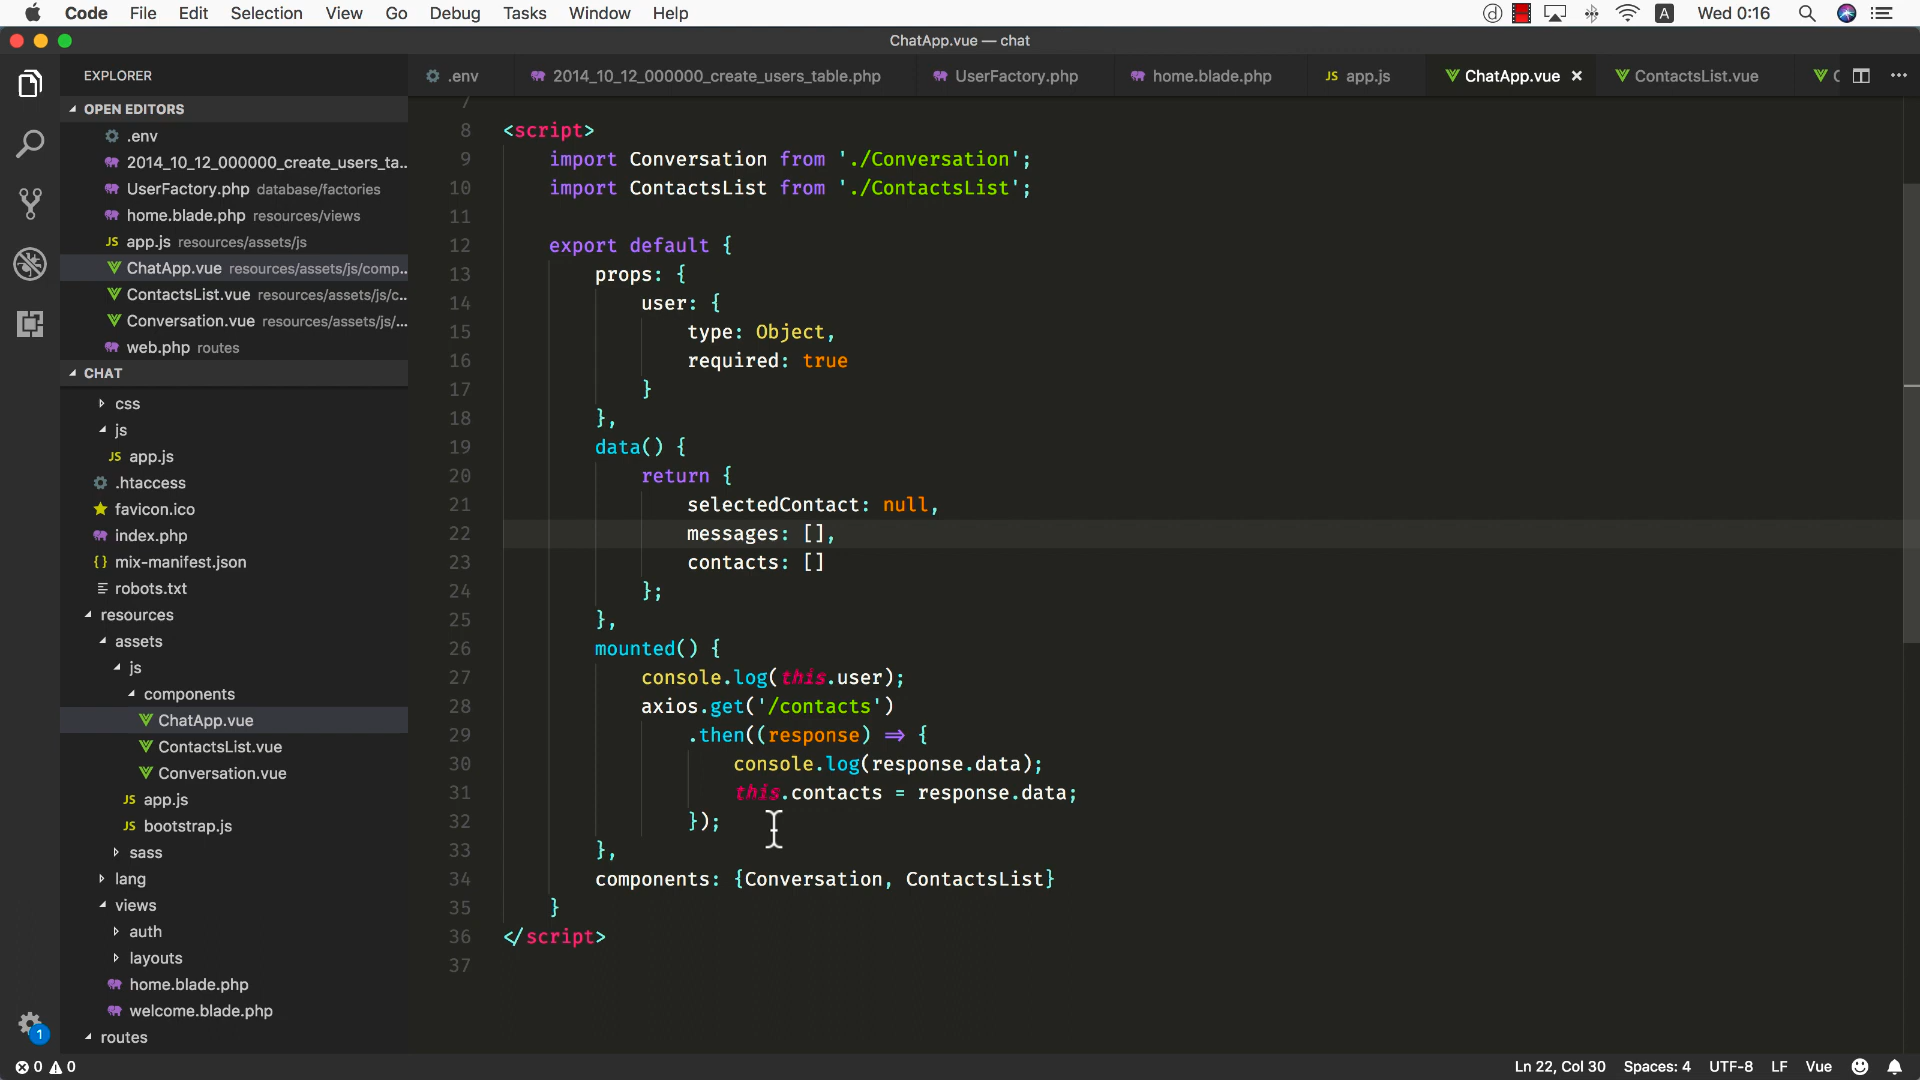 Code File Edit Selection View Go Debug Tasks Window Help A Wed 0:16
ChatApp.vue — chat
EXPLORER
.env 2014_10_12_000000_create_users_table.php UserFactory.php home.blade.php JS app.js ChatApp.vue ContactsList.vue
OPEN EDITORS
.env
2014_10_12_000000_create_users_ta...
UserFactory.php database/factories
home.blade.php resources/views
JS app.js resources/assets/js
ChatApp.vue resources/assets/js/comp...
ContactsList.vue resources/assets/js/c...
Conversation.vue resources/assets/js/...
web.php routes
CHAT
css
js
JS app.js
.htaccess
favicon.ico
index.php
{} mix-manifest.json
robots.txt
resources
assets
js
components
ChatApp.vue
ContactsList.vue
Conversation.vue
JS app.js
JS bootstrap.js
sass
lang
views
auth
layouts
home.blade.php
welcome.blade.php
routes
7
8 <script>
9 import Conversation from './Conversation';
10 import ContactsList from './ContactsList';
11
12 export default {
13 props: {
14 user: {
15 type: Object,
16 required: true
17 }
18 },
19 data() {
20 return {
21 selectedContact: null,
22 messages: [],
23 contacts: []
24 };
25 },
26 mounted() {
27 console.log(this.user);
28 axios.get('/contacts')
29 .then((response) => {
30 console.log(response.data);
31 this.contacts = response.data;
32 });
33 },
34 components: {Conversation, ContactsList}
35 }
36 </script>
37
1
0 0 Ln 22, Col 30 Spaces: 4 UTF-8 LF Vue